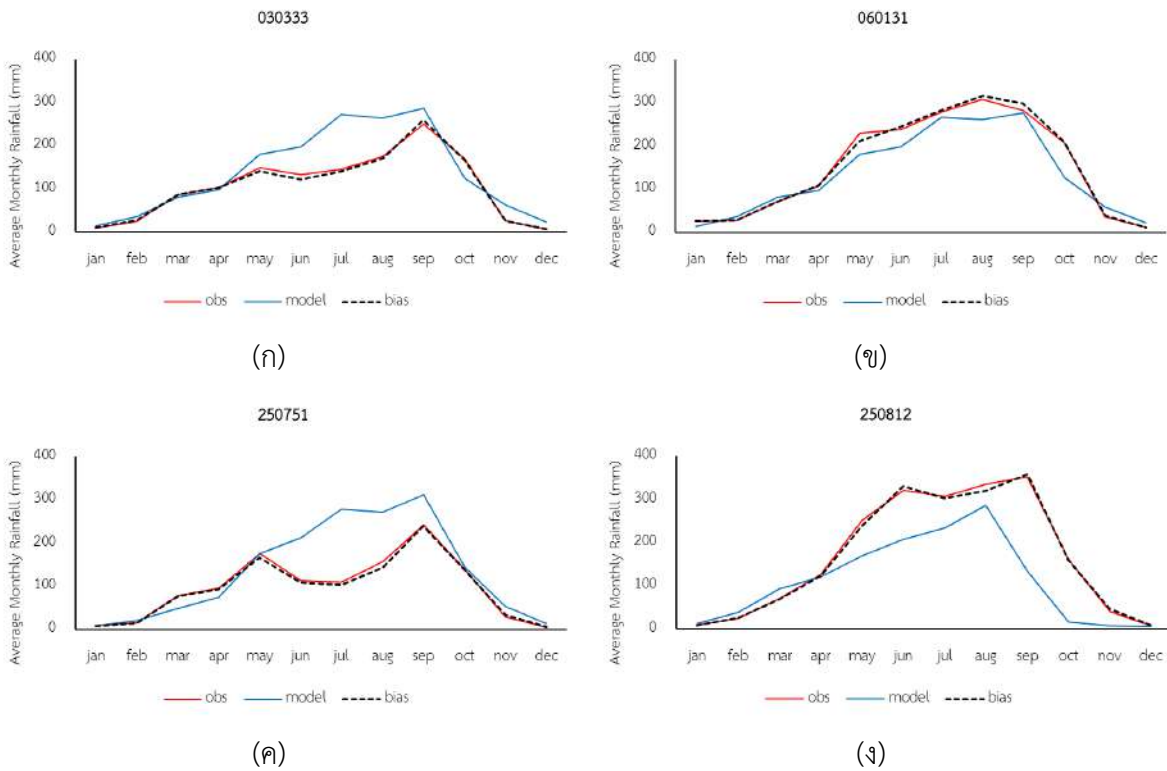 030333
Average Monthly Rainfall (mm)
400
300
200
100
0
jan feb mar apr may jun jul aug sep oct nov dec
obs model bias
(ก)
060131
Average Monthly Rainfall (mm)
400
300
200
100
0
jan feb mar apr may jun jul aug sep oct nov dec
obs model bias
(ข)
250751
Average Monthly Rainfall (mm)
400
300
200
100
0
jan feb mar apr may jun jul aug sep oct nov dec
obs model bias
(ค)
250812
Average Monthly Rainfall (mm)
400
300
200
100
0
jan feb mar apr may jun jul aug sep oct nov dec
obs model bias
(ง)